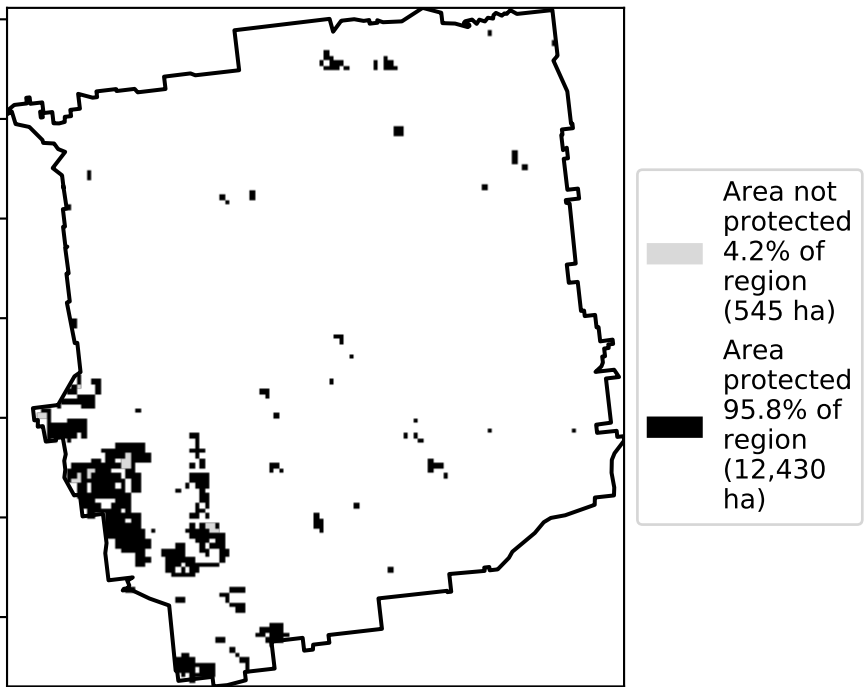 Area not
protected
4.2% of
region
(545 ha)
Area
protected
95.8% of
region
(12,430
ha)